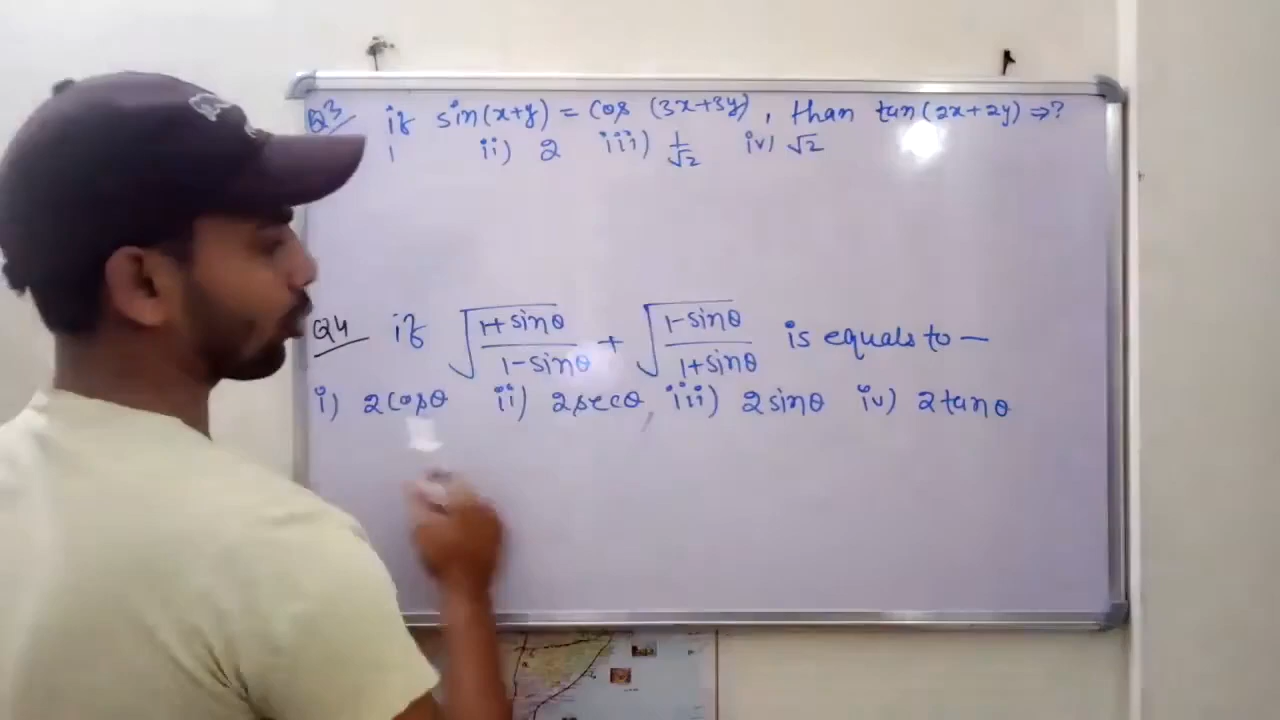 Q3 if sin(x+y) = cos (3x+3y), than tan(2x+2y) ⇒?
1 ii) 2 iii) 1/√2 iv) √2
Q4 if √((1+sinθ)/(1-sinθ)) + √((1-sinθ)/(1+sinθ)) is equals to —
i) 2cosθ ii) 2secθ, iii) 2sinθ iv) 2tanθ